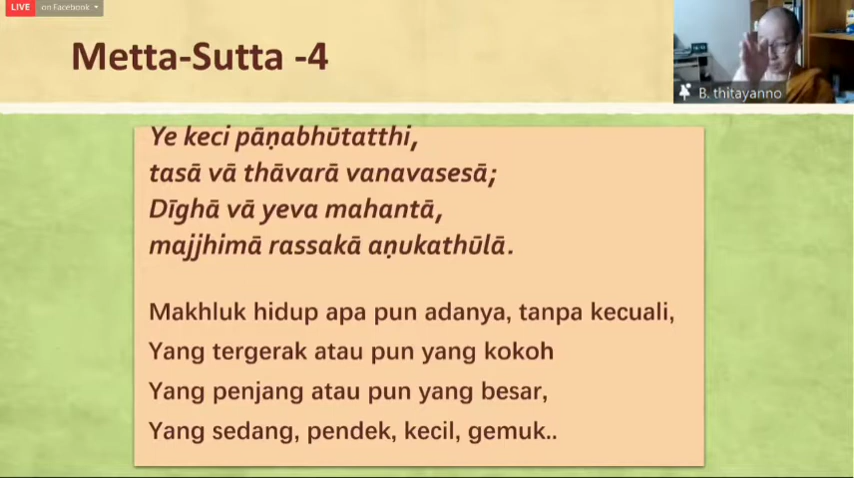 LIVE on Facebook
Metta-Sutta -4
B. thitayanno
Ye keci pāṇabhūtatthi,
tasā vā thāvarā vanavasesā;
Dīghā vā yeva mahantā,
majjhimā rassakā aṇukathūlā.
Makhluk hidup apa pun adanya, tanpa kecuali,
Yang tergerak atau pun yang kokoh
Yang penjang atau pun yang besar,
Yang sedang, pendek, kecil, gemuk..